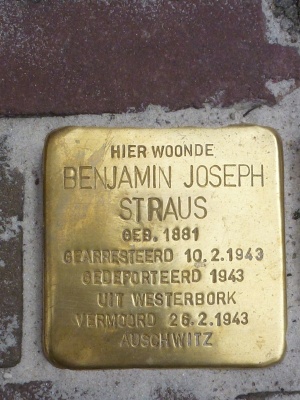 HIER WOONDE
BENJAMIN JOSEPH
STRAUS
GEB. 1881
GEARRESTEERD 10.2.1943
GEDEPORTEERD 1943
UIT WESTERBORK
VERMOORD 26.2.1943
AUSCHWITZ